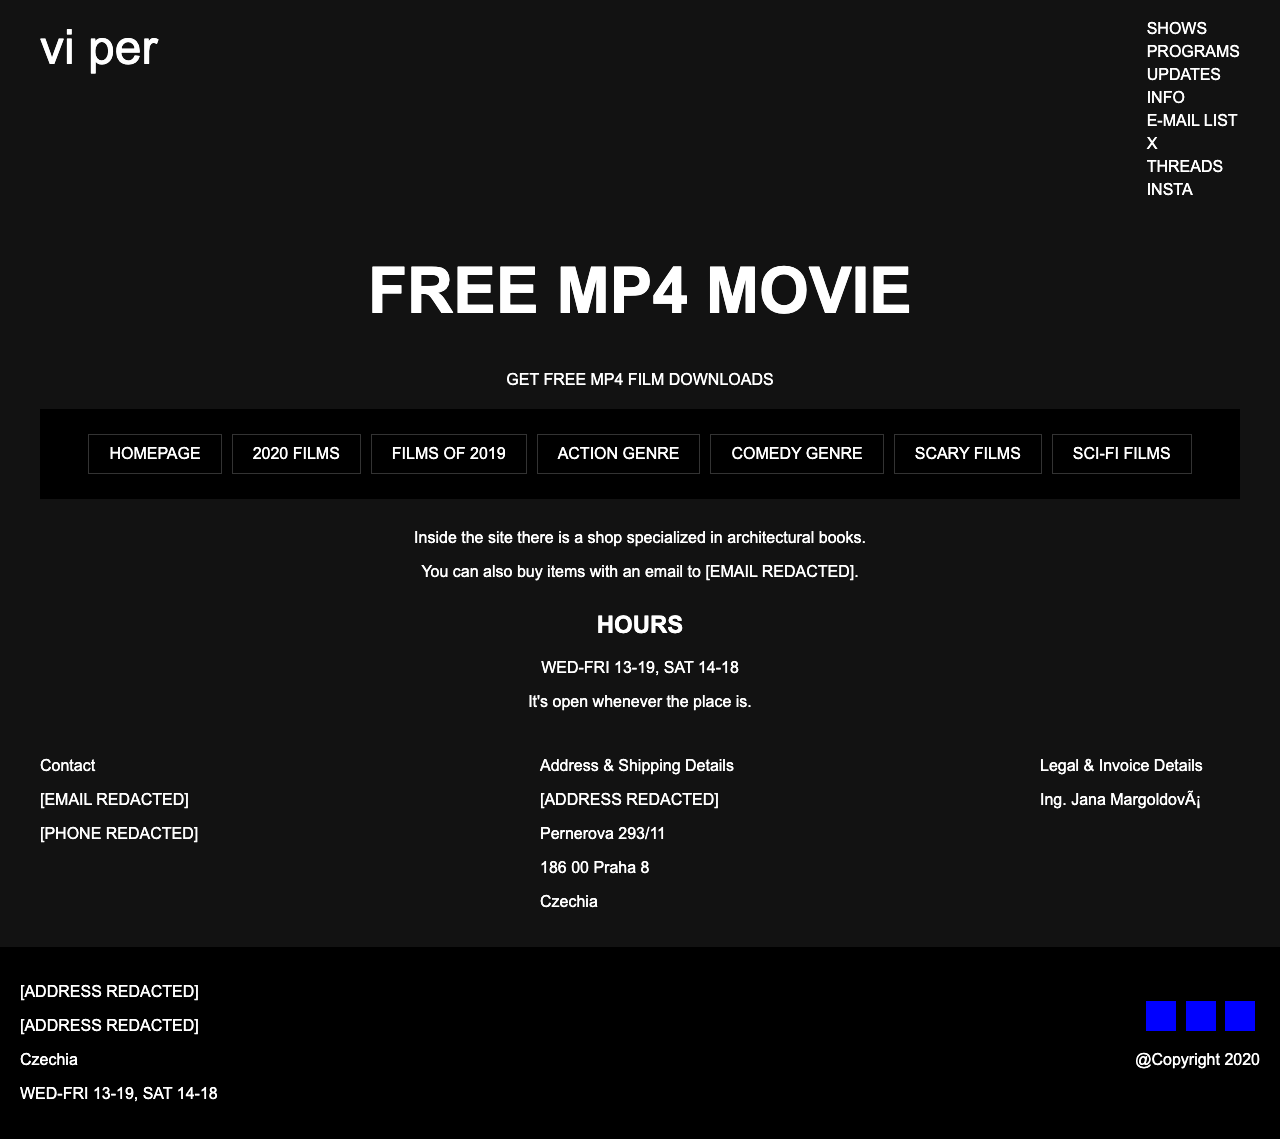 vi per
SHOWS
PROGRAMS
UPDATES
INFO
E-MAIL LIST
X
THREADS
INSTA
FREE MP4 MOVIE
GET FREE MP4 FILM DOWNLOADS
HOMEPAGE 2020 FILMS FILMS OF 2019 ACTION GENRE COMEDY GENRE SCARY FILMS SCI-FI FILMS
Inside the site there is a shop specialized in architectural books.
You can also buy items with an email to [EMAIL REDACTED].
HOURS
WED-FRI 13-19, SAT 14-18
It's open whenever the place is.
Contact
[EMAIL REDACTED]
[PHONE REDACTED]
Address & Shipping Details
[ADDRESS REDACTED]
Pernerova 293/11
186 00 Praha 8
Czechia
Legal & Invoice Details
Ing. Jana MargoldovÃ¡
[ADDRESS REDACTED]
[ADDRESS REDACTED]
Czechia
WED-FRI 13-19, SAT 14-18
@Copyright 2020